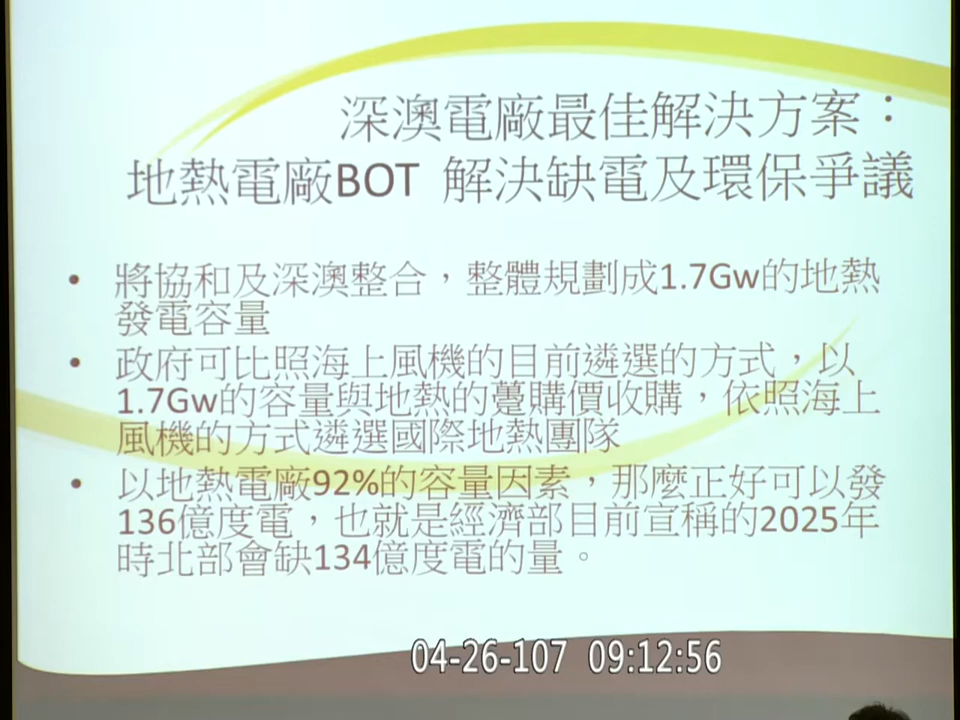 深澳電廠最佳解決方案：
地熱電廠BOT 解決缺電及環保爭議
• 將協和及深澳整合，整體規劃成1.7Gw的地熱
發電容量
• 政府可比照海上風機的目前遴選的方式，以
1.7Gw的容量與地熱的躉購價收購，依照海上
風機的方式遴選國際地熱團隊
• 以地熱電廠92%的容量因素，那麼正好可以發
136億度電，也就是經濟部目前宣稱的2025年
時北部會缺134億度電的量。
04-26-107 09:12:56